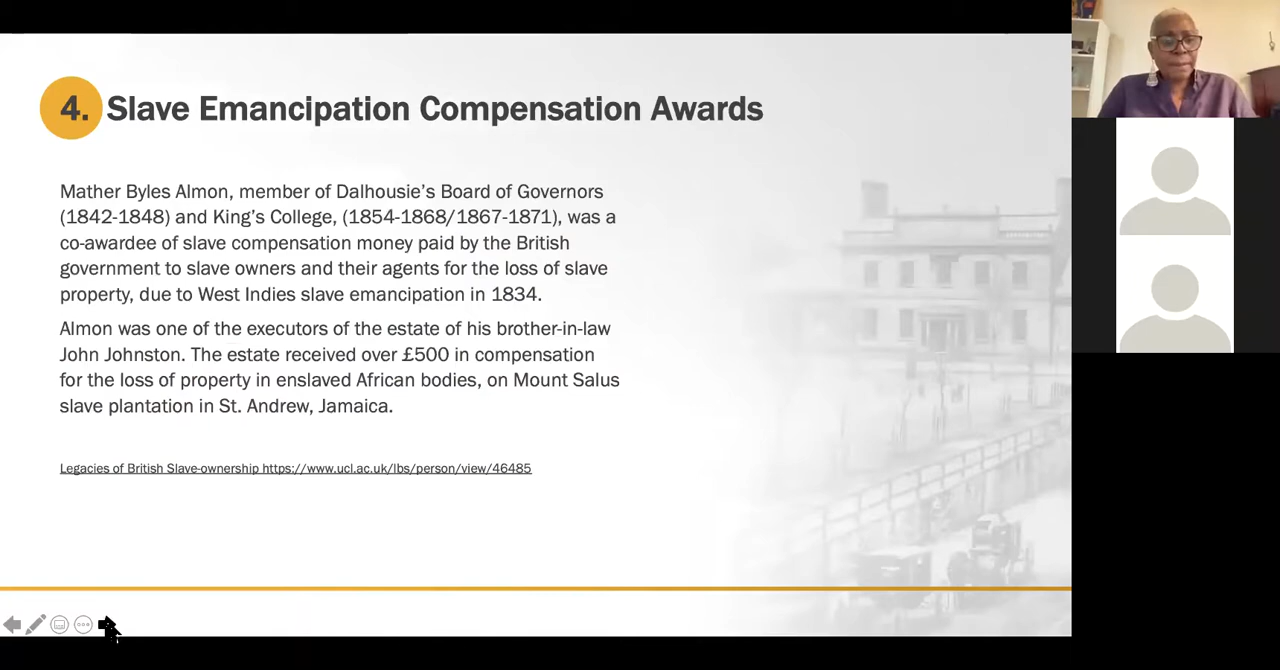 4. Slave Emancipation Compensation Awards
Mather Byles Almon, member of Dalhousie’s Board of Governors
(1842-1848) and King’s College, (1854-1868/1867-1871), was a
co-awardee of slave compensation money paid by the British
government to slave owners and their agents for the loss of slave
property, due to West Indies slave emancipation in 1834.
Almon was one of the executors of the estate of his brother-in-law
John Johnston. The estate received over £500 in compensation
for the loss of property in enslaved African bodies, on Mount Salus
slave plantation in St. Andrew, Jamaica.
Legacies of British Slave-ownership https://www.ucl.ac.uk/lbs/person/view/46485